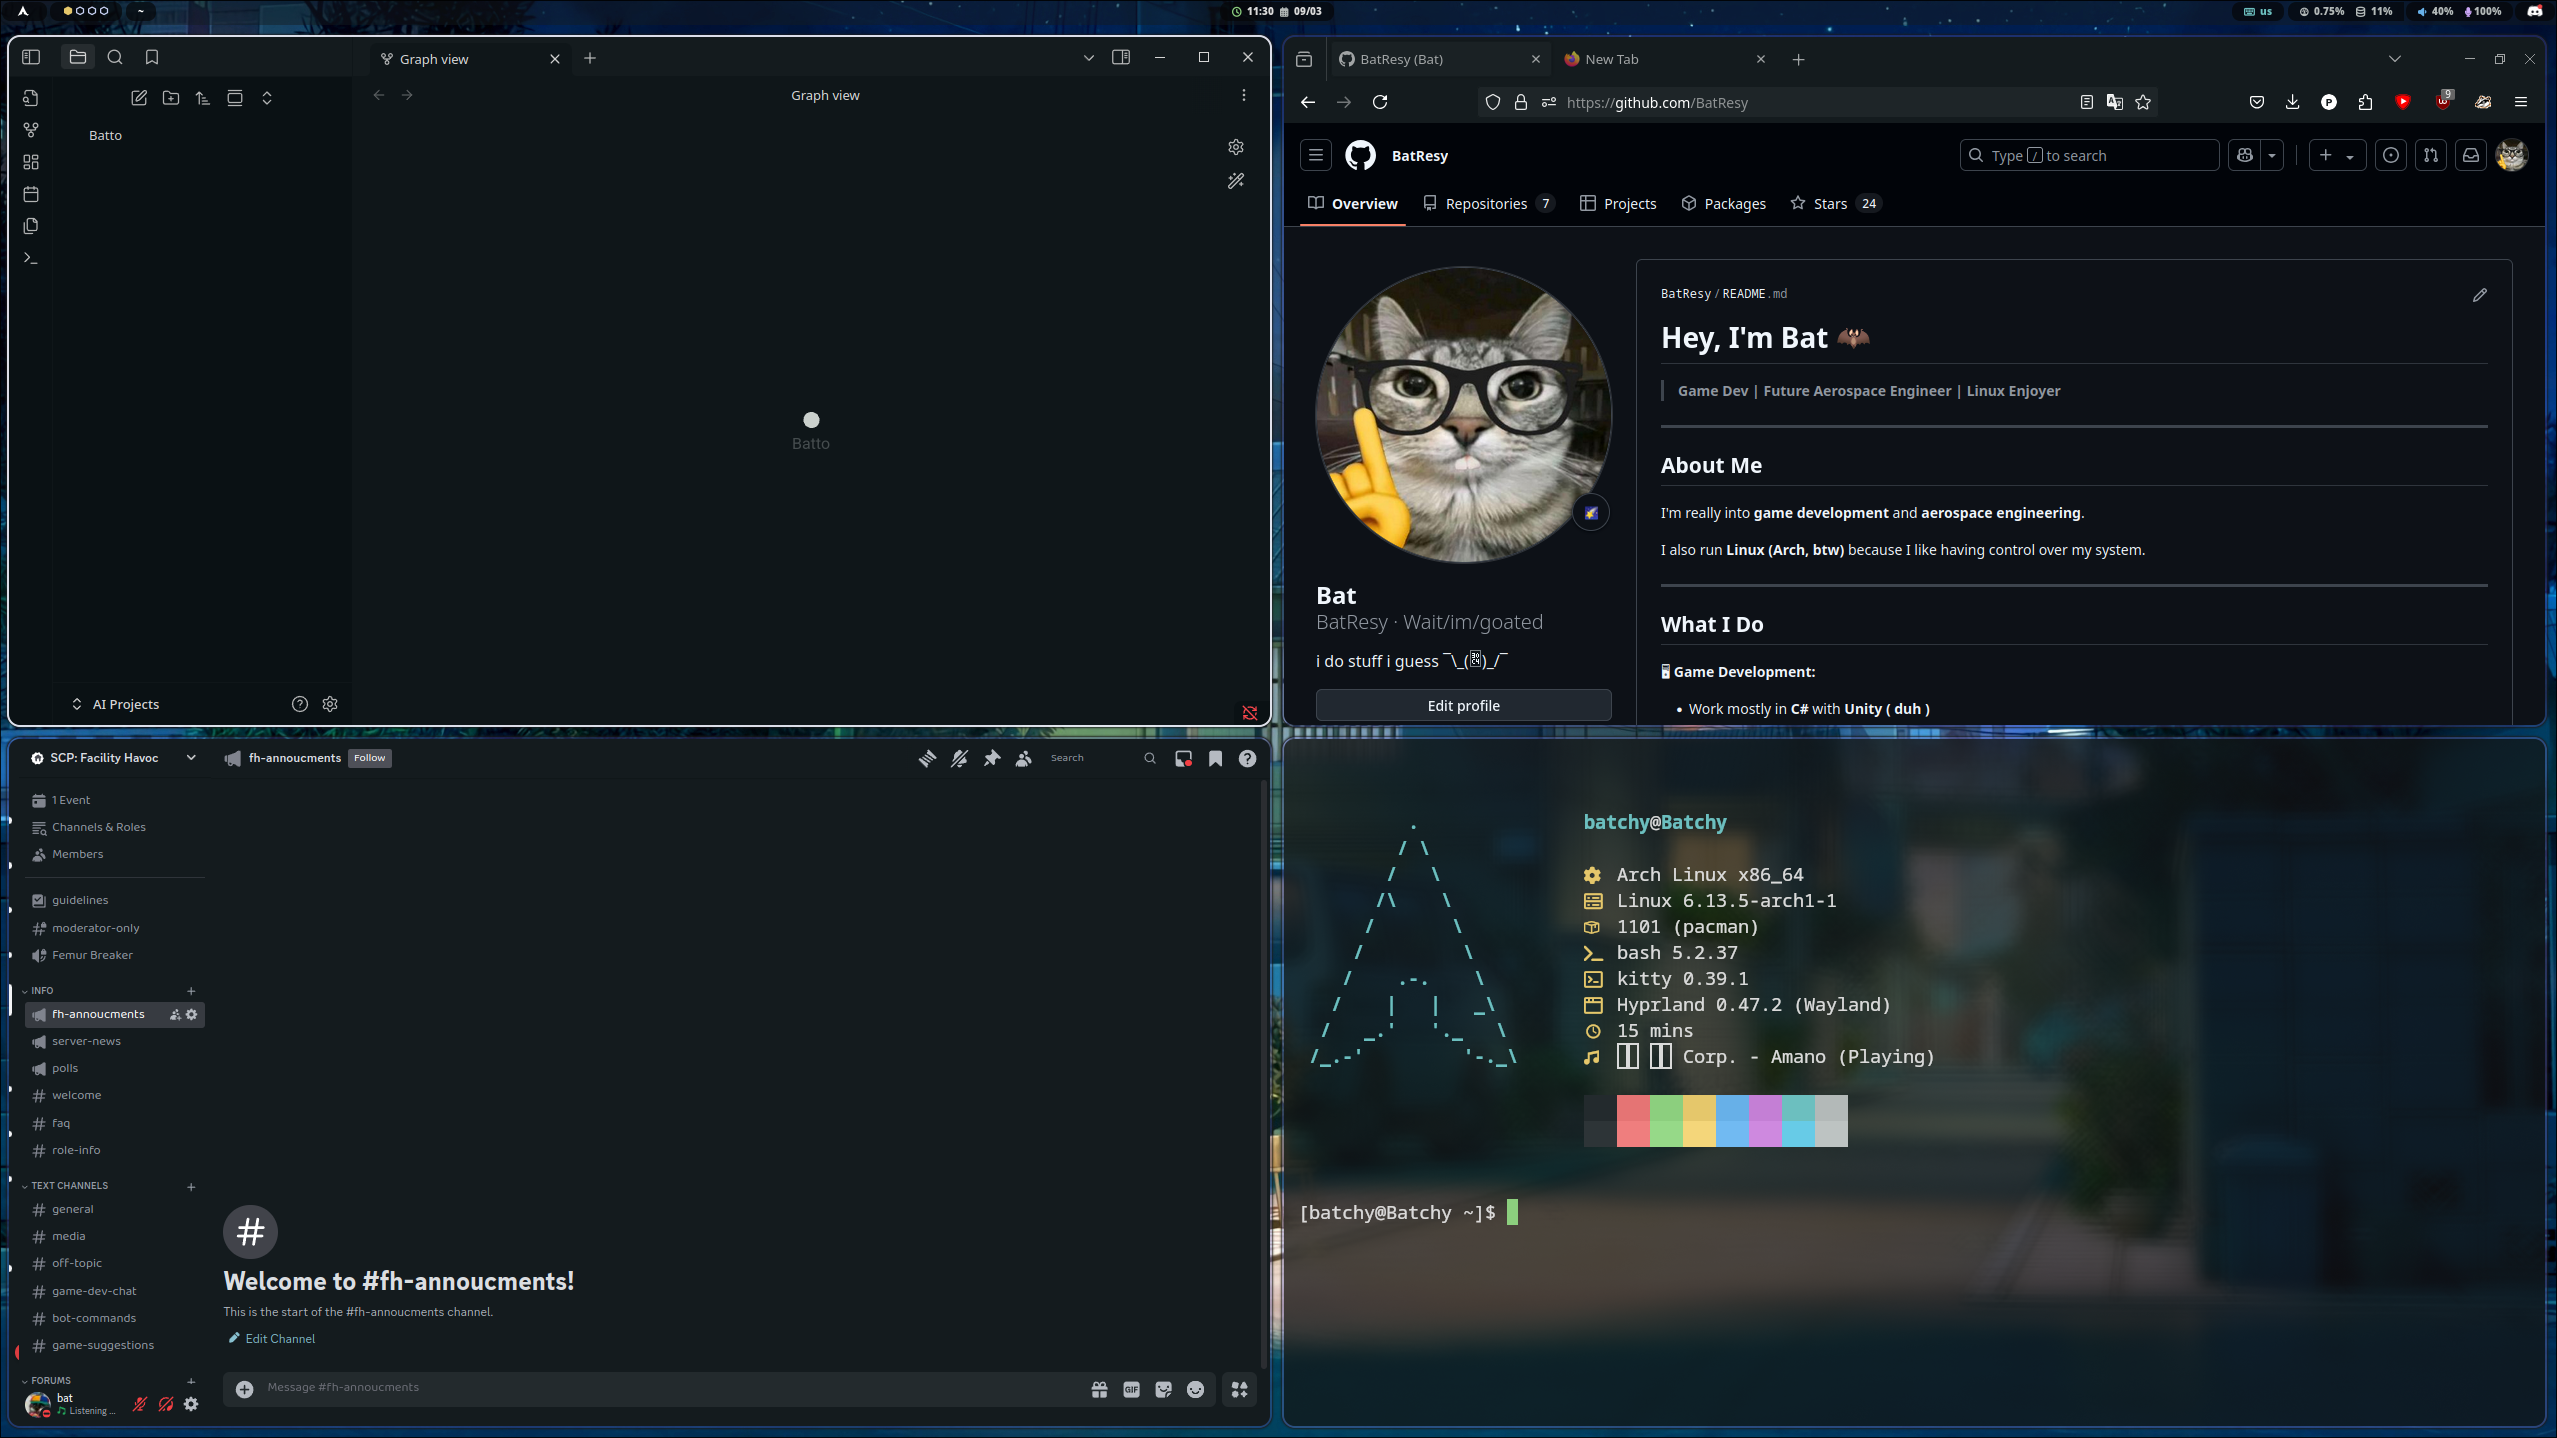 ~
11:30 09/03
us
0.75% 11%
40% 100%
Graph view
Graph view
Batto
Batto
AI Projects
BatResy (Bat)
New Tab
https://github.com/BatResy
9
BatResy
Type / to search
Overview
Repositories 7
Projects
Packages
Stars 24
Bat
BatResy · Wait/im/goated
i do stuff i guess ¯\_()_/¯
Edit profile
BatResy / README.md
Hey, I'm Bat 🦇
Game Dev | Future Aerospace Engineer | Linux Enjoyer
About Me
I'm really into game development and aerospace engineering.
I also run Linux (Arch, btw) because I like having control over my system.
What I Do
Game Development:
• Work mostly in C# with Unity ( duh )
SCP: Facility Havoc
fh-annoucments Follow
Search
1 Event
Channels & Roles
Members
guidelines
moderator-only
Femur Breaker
INFO
fh-annoucments
server-news
polls
welcome
faq
role-info
TEXT CHANNELS
general
media
off-topic
game-dev-chat
bot-commands
game-suggestions
FORUMS
bat
Listening ...
Welcome to #fh-annoucments!
This is the start of the #fh-annoucments channel.
Edit Channel
Message #fh-annoucments
GIF
batchy@Batchy
Arch Linux x86_64
Linux 6.13.5-arch1-1
1101 (pacman)
bash 5.2.37
kitty 0.39.1
Hyprland 0.47.2 (Wayland)
15 mins
Corp. - Amano (Playing)
[batchy@Batchy ~]$